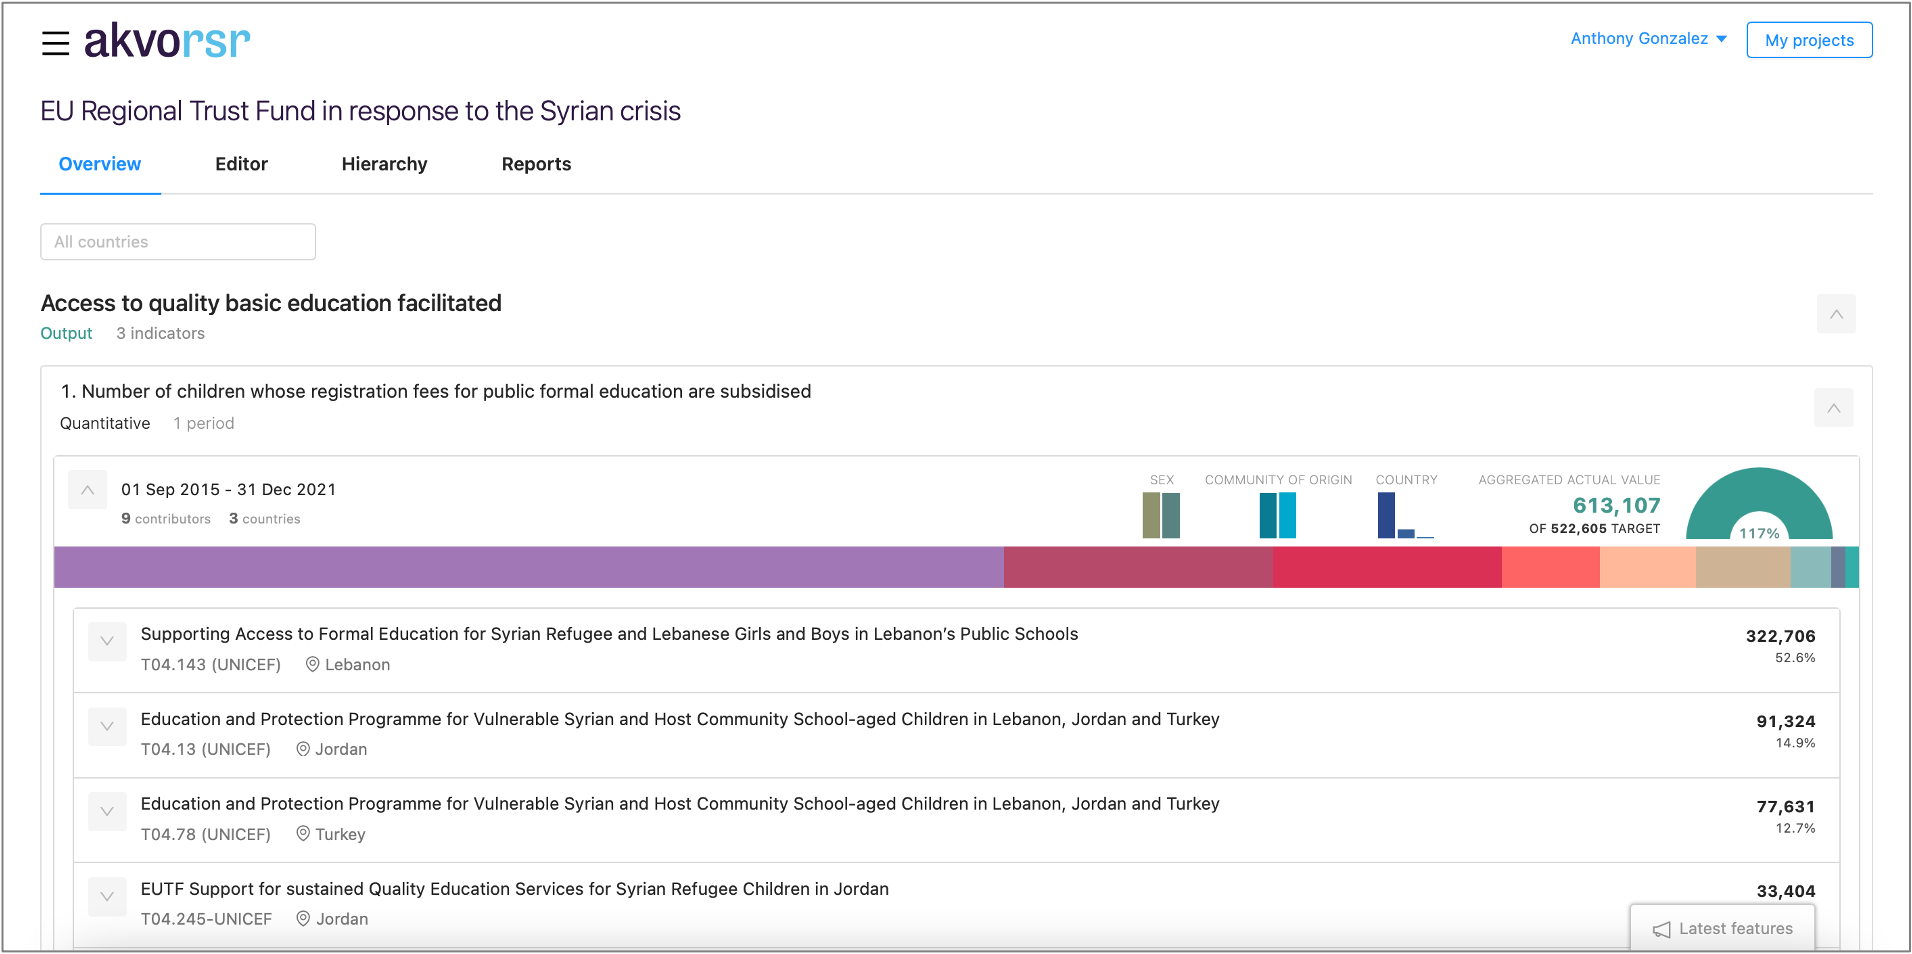 akvorsr
Anthony Gonzalez
My projects
EU Regional Trust Fund in response to the Syrian crisis
Overview
Editor
Hierarchy
Reports
All countries
Access to quality basic education facilitated
Output 3 indicators
1. Number of children whose registration fees for public formal education are subsidised
Quantitative 1 period
01 Sep 2015 - 31 Dec 2021
9 contributors 3 countries
SEX
COMMUNITY OF ORIGIN
COUNTRY
AGGREGATED ACTUAL VALUE
613,107
OF 522,605 TARGET
117%
Supporting Access to Formal Education for Syrian Refugee and Lebanese Girls and Boys in Lebanon’s Public Schools
T04.143 (UNICEF) Lebanon
322,706
52.6%
Education and Protection Programme for Vulnerable Syrian and Host Community School-aged Children in Lebanon, Jordan and Turkey
T04.13 (UNICEF) Jordan
91,324
14.9%
Education and Protection Programme for Vulnerable Syrian and Host Community School-aged Children in Lebanon, Jordan and Turkey
T04.78 (UNICEF) Turkey
77,631
12.7%
EUTF Support for sustained Quality Education Services for Syrian Refugee Children in Jordan
T04.245-UNICEF Jordan
33,404
Latest features